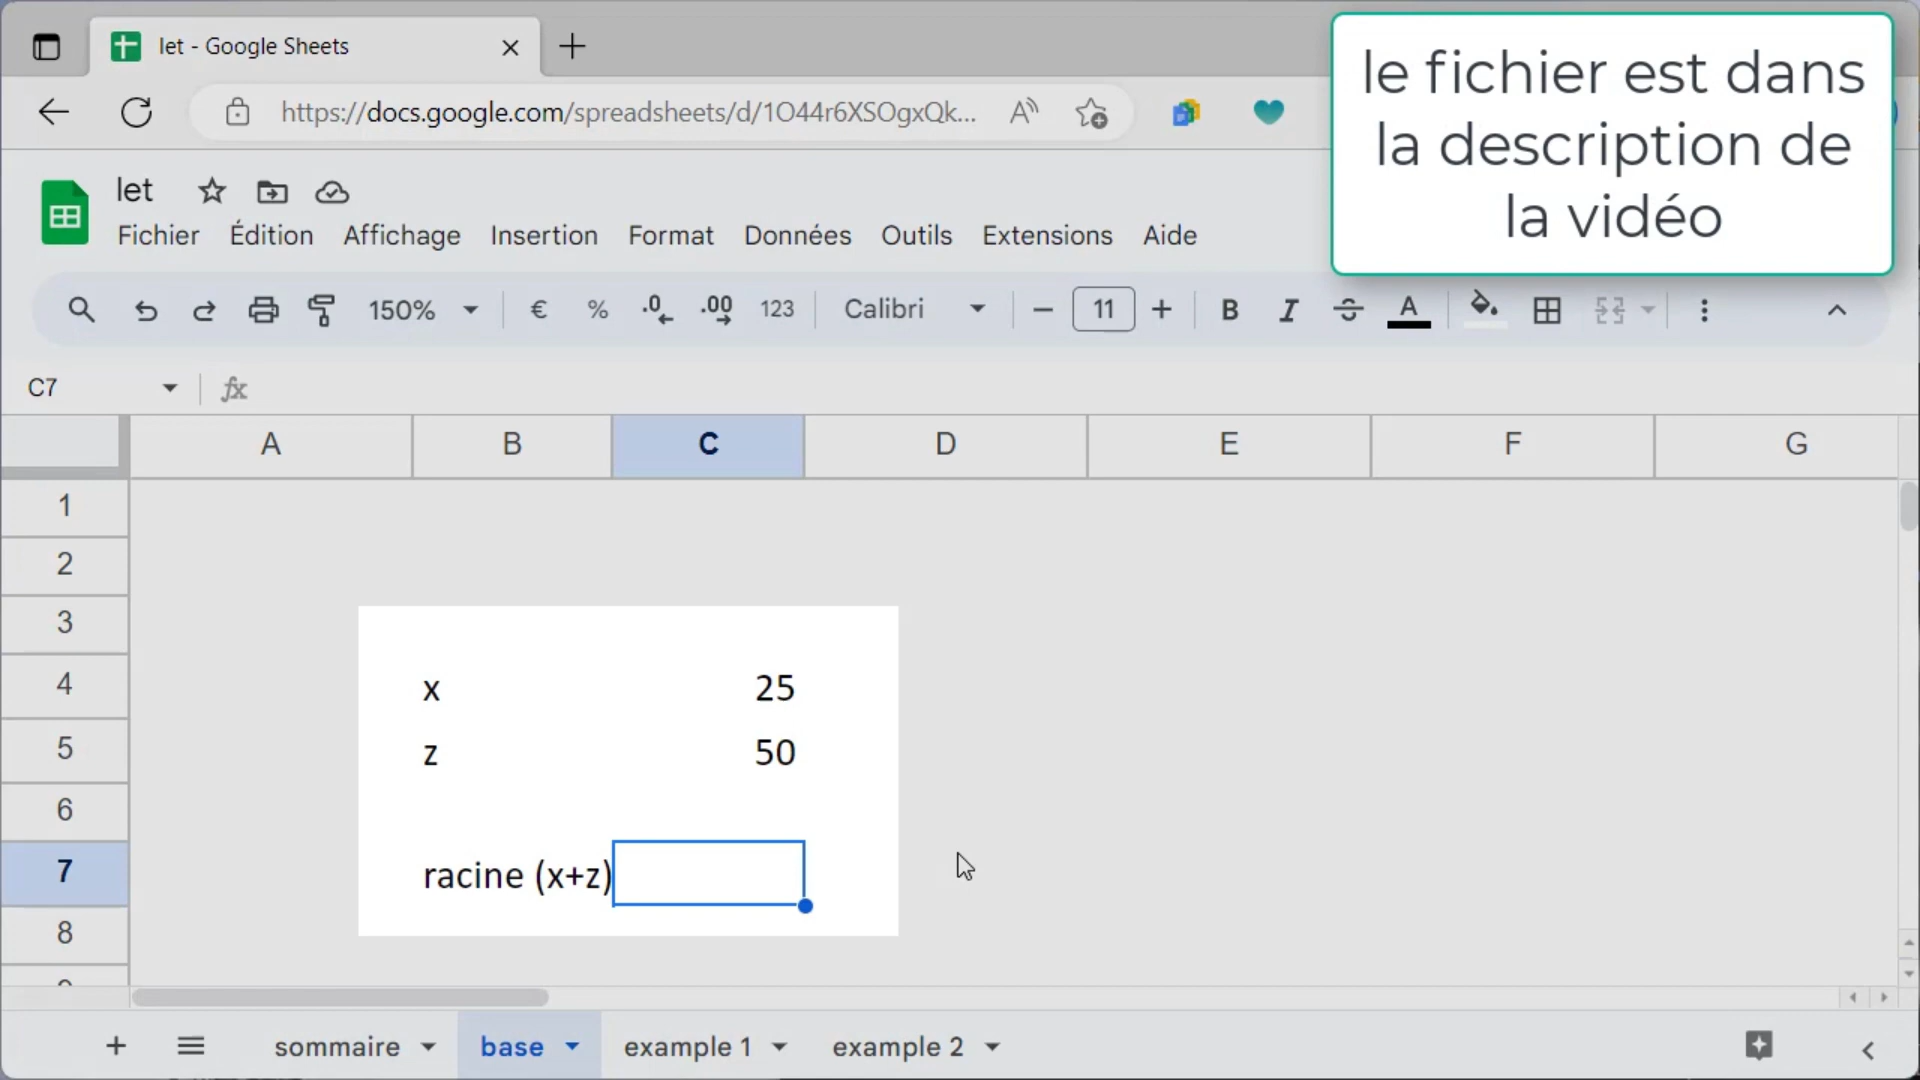 let - Google Sheets
https://docs.google.com/spreadsheets/d/1O44r6XSOgxQk...
le fichier est dans
la description de
la vidéo
let
Fichier Édition Affichage Insertion Format Données Outils Extensions Aide
150% € % .0 .00 123 Calibri 11 B I S A
C7 fx
A B C D E F G
1
2
3
4 x 25
5 z 50
6
7 racine (x+z)
8
sommaire base example 1 example 2